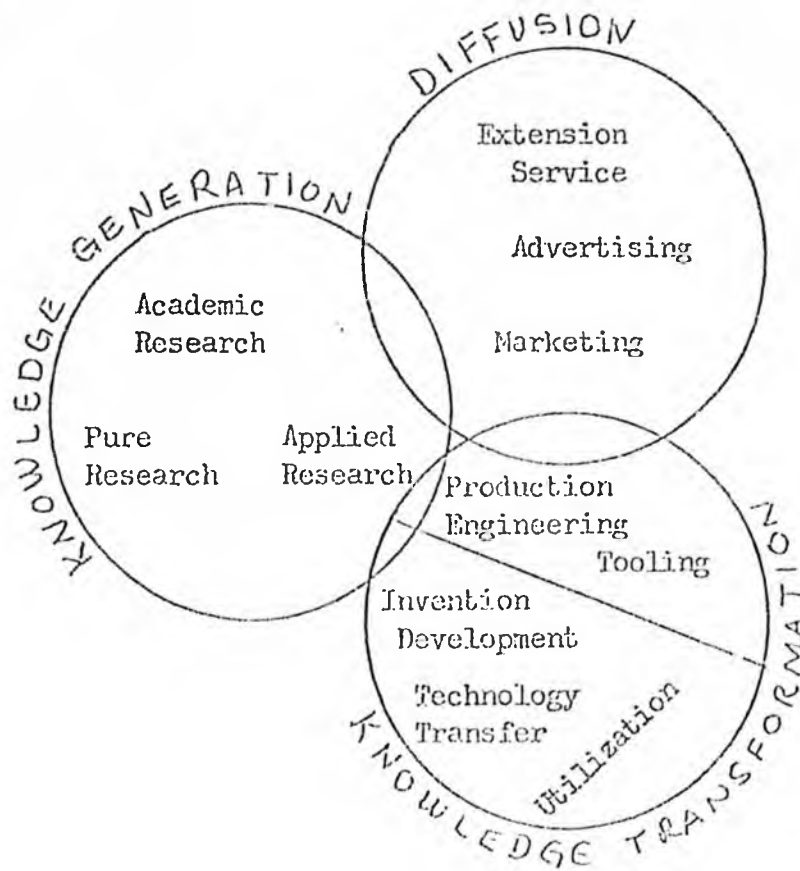 DIFFUSION
Extension
Service
Advertising
Marketing
KNOWLEDGE GENERATION
Academic
Research
Pure
Research
Applied
Research
Production
Engineering
Tooling
Invention
Development
Technology
Transfer
Utilization
KNOWLEDGE TRANSFORMATION